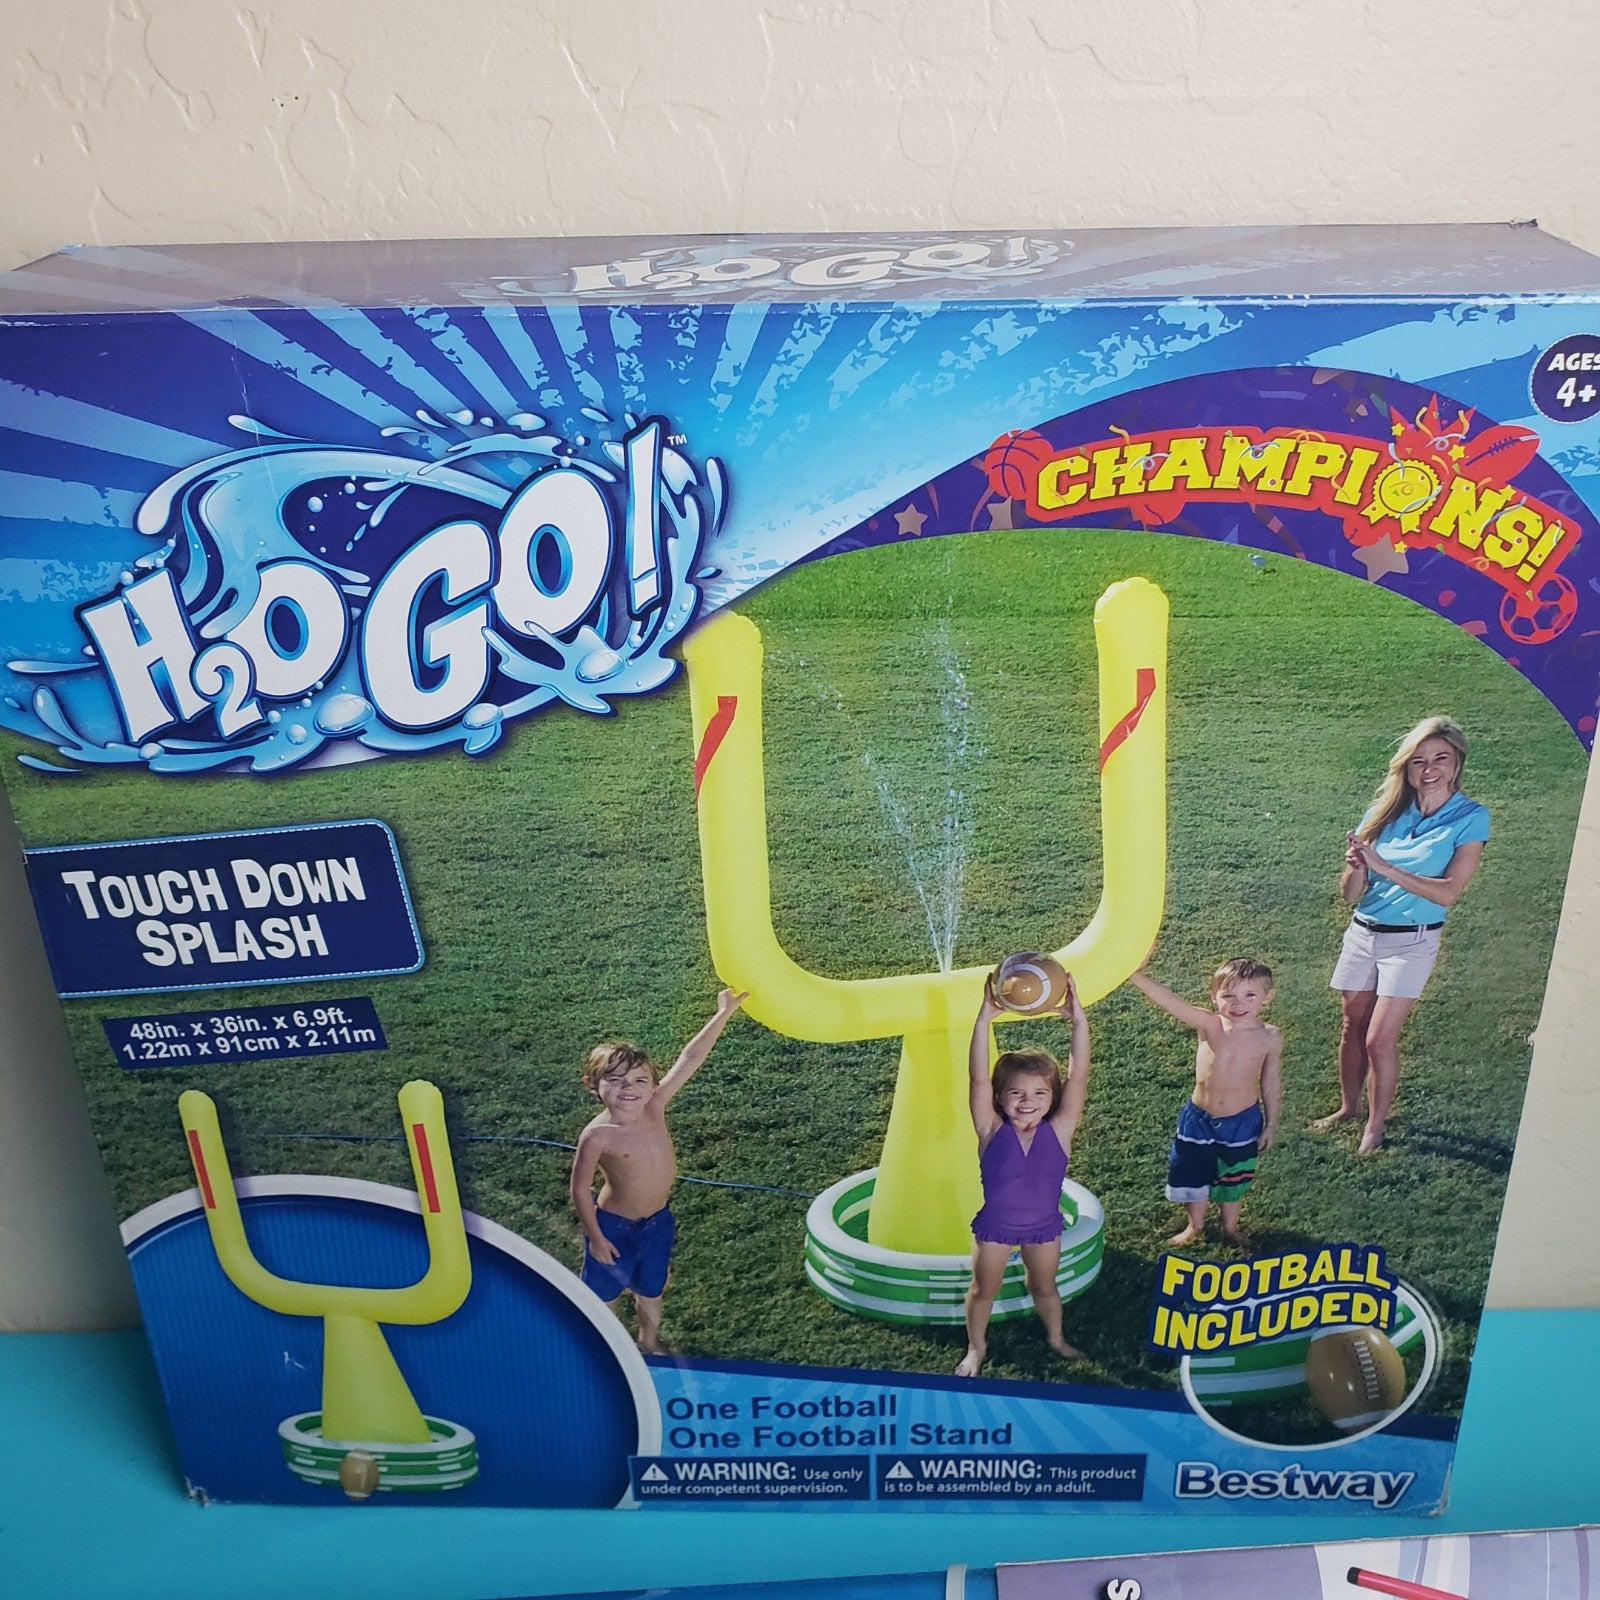 H2O GO!
H2O GO!™
AGES
4+
CHAMPIONS!
TOUCH DOWN
SPLASH
48in. x 36in. x 6.9ft.
1.22m x 91cm x 2.11m
FOOTBALL
INCLUDED!
One Football
One Football Stand
WARNING: Use only
under competent supervision.
WARNING: This product
is to be assembled by an adult.
Bestway
S